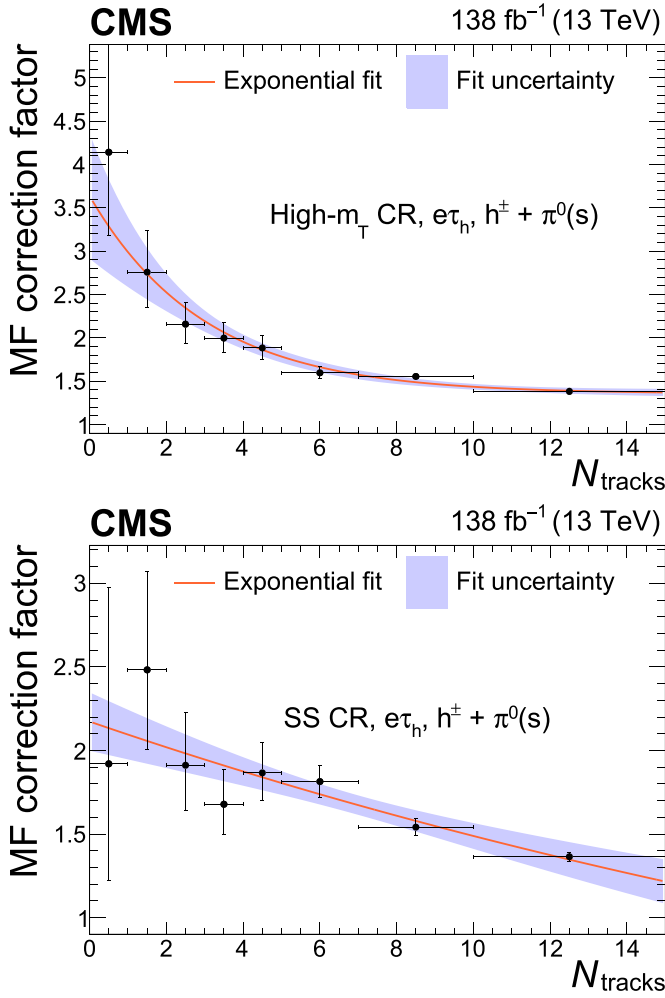 CMS 138 fb⁻¹ (13 TeV)
MF correction factor
Exponential fit Fit uncertainty
High-m_T CR, eτ_h, h^± + π⁰(s)
5
4.5
4
3.5
3
2.5
2
1.5
1
0 2 4 6 8 10 12 14
N_tracks
CMS 138 fb⁻¹ (13 TeV)
MF correction factor
Exponential fit Fit uncertainty
SS CR, eτ_h, h^± + π⁰(s)
3
2.5
2
1.5
1
0 2 4 6 8 10 12 14
N_tracks